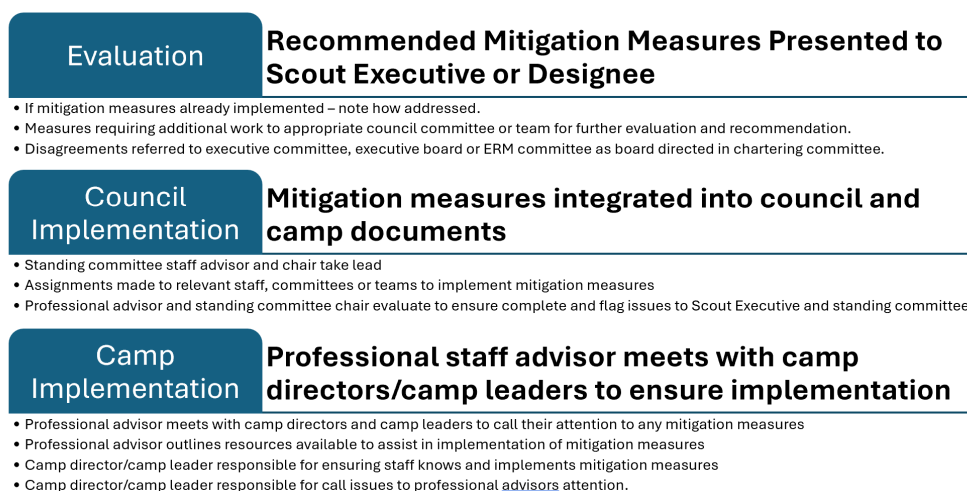 Evaluation
Recommended Mitigation Measures Presented to
Scout Executive or Designee
• If mitigation measures already implemented – note how addressed.
• Measures requiring additional work to appropriate council committee or team for further evaluation and recommendation.
• Disagreements referred to executive committee, executive board or ERM committee as board directed in chartering committee.
Council
Implementation
Mitigation measures integrated into council and
camp documents
• Standing committee staff advisor and chair take lead
• Assignments made to relevant staff, committees or teams to implement mitigation measures
• Professional advisor and standing committee chair evaluate to ensure complete and flag issues to Scout Executive and standing committee
Camp
Implementation
Professional staff advisor meets with camp
directors/camp leaders to ensure implementation
• Professional advisor meets with camp directors and camp leaders to call their attention to any mitigation measures
• Professional advisor outlines resources available to assist in implementation of mitigation measures
• Camp director/camp leader responsible for ensuring staff knows and implements mitigation measures
• Camp director/camp leader responsible for call issues to professional advisors attention.